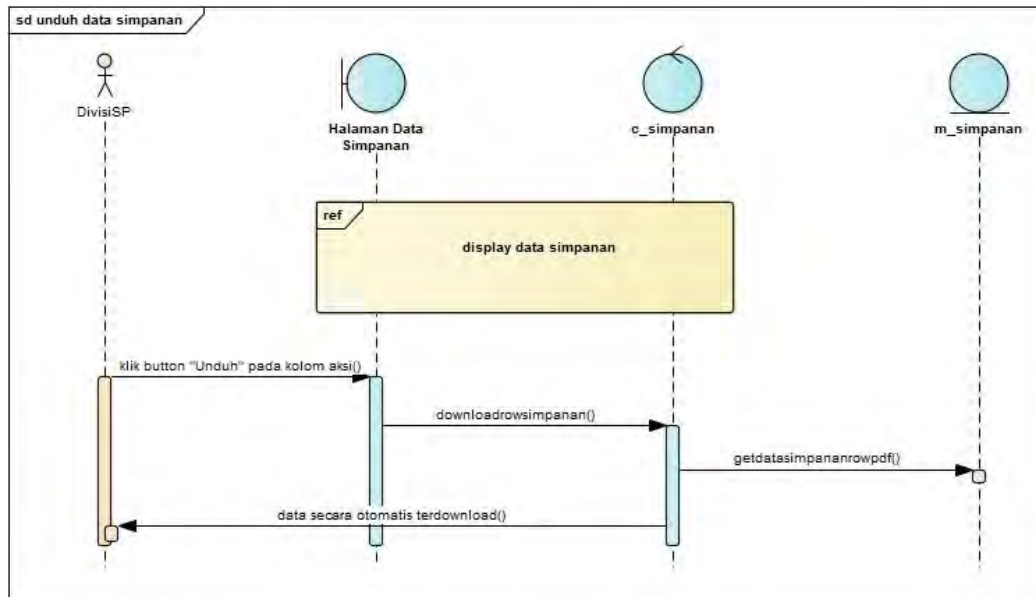 sd unduh data simpanan
DivisiSP
Halaman Data
Simpanan
c_simpanan
m_simpanan
ref
display data simpanan
klik button "Unduh" pada kolom aksi()
downloadrowsimpanan()
getdatasimpananrowpdf()
data secara otomatis terdownload()